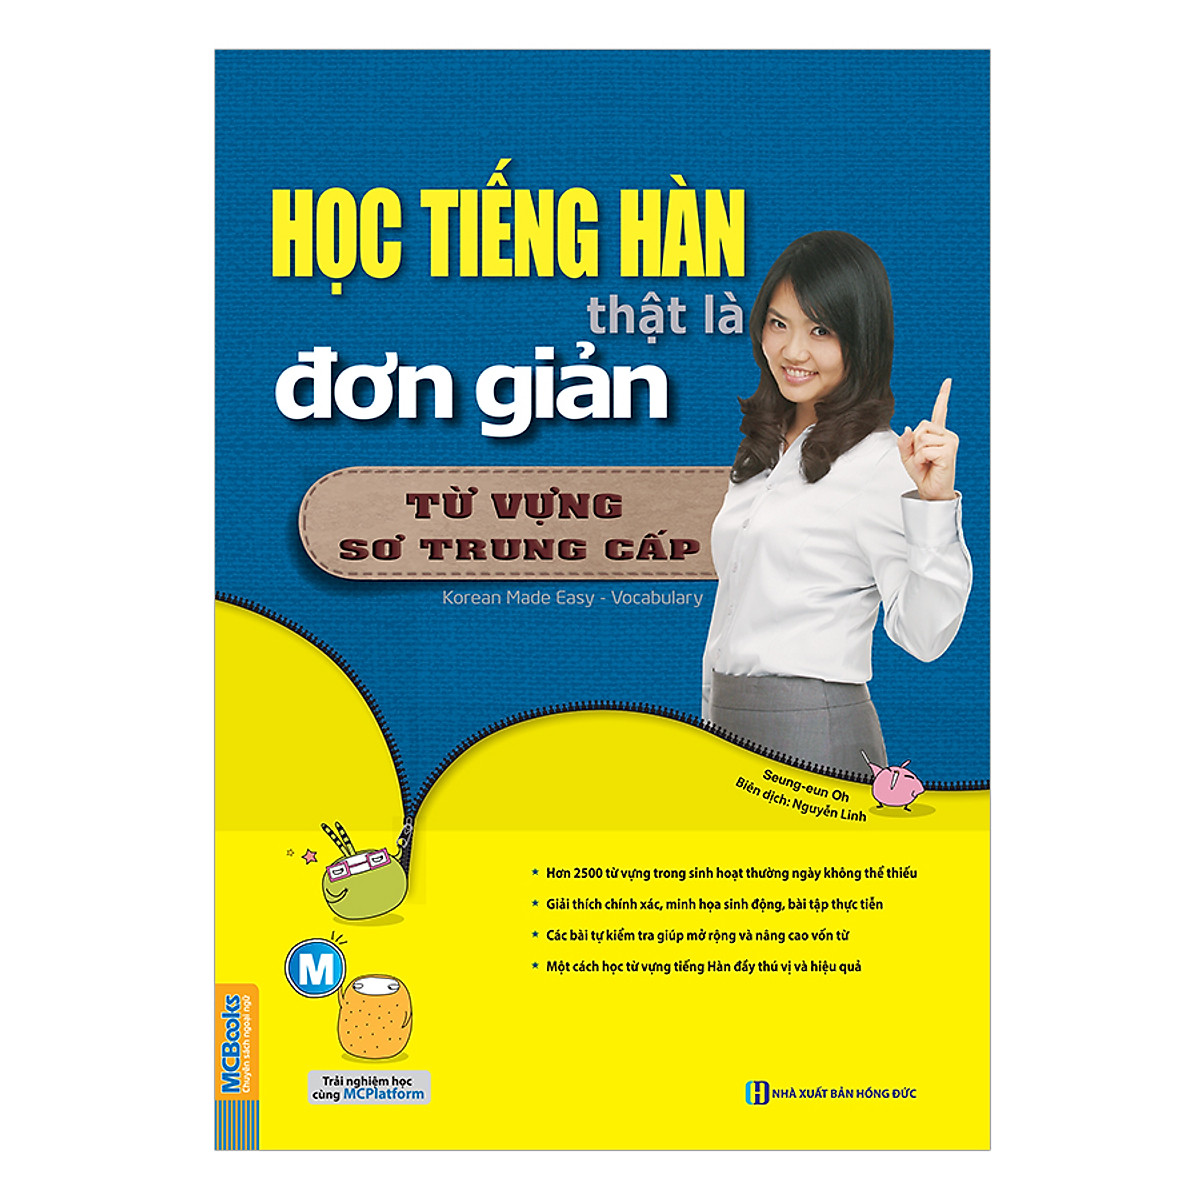 HỌC TIẾNG HÀN
thật là
đơn giản
TỪ VỰNG
SƠ TRUNG CẤP
Korean Made Easy - Vocabulary
Seung-eun Oh
Biên dịch: Nguyễn Linh
★ Hơn 2500 từ vựng trong sinh hoạt thường ngày không thể thiếu
★ Giải thích chính xác, minh họa sinh động, bài tập thực tiễn
★ Các bài tự kiểm tra giúp mở rộng và nâng cao vốn từ
★ Một cách học từ vựng tiếng Hàn đầy thú vị và hiệu quả
M
MCBooks
Chuyên sách ngoại ngữ
Trải nghiệm học
cùng MCPlatform
H NHÀ XUẤT BẢN HỒNG ĐỨC